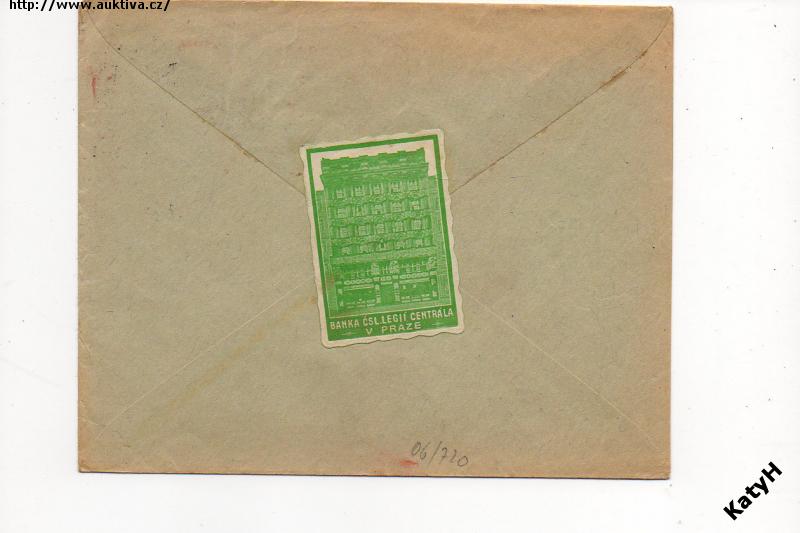 http://www.auktiva.cz/
BANKA ČSL. LEGIÍ CENTRALA
V PRAZE
06/720
KatyH